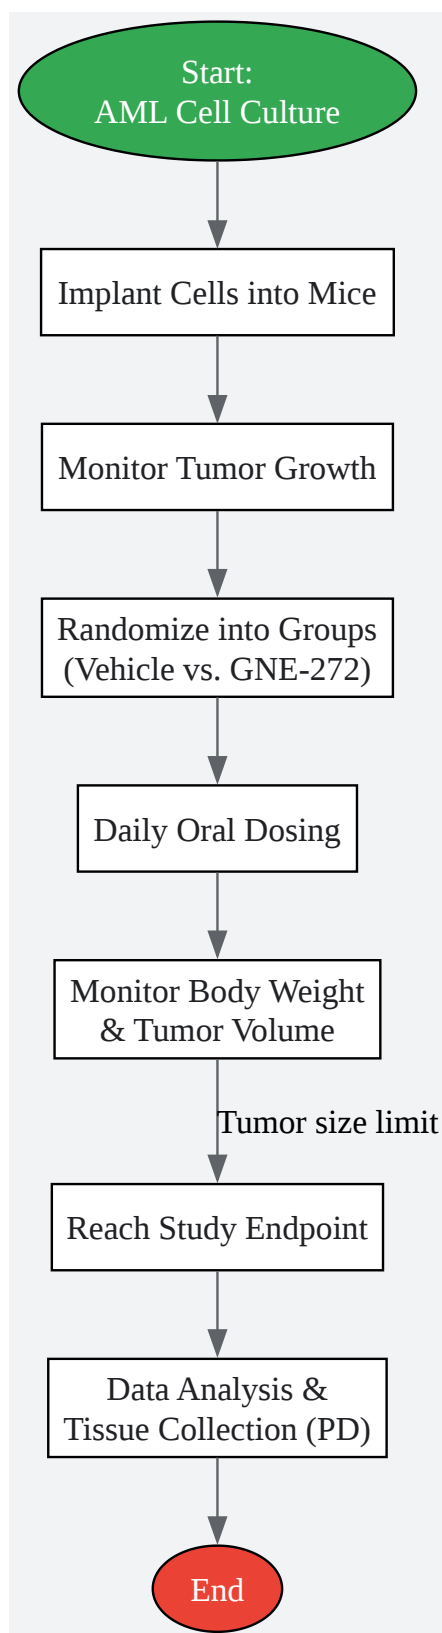 Start:
AML Cell Culture
Implant Cells into Mice
Monitor Tumor Growth
Randomize into Groups
(Vehicle vs. GNE-272)
Daily Oral Dosing
Monitor Body Weight
& Tumor Volume
Tumor size limit
Reach Study Endpoint
Data Analysis &
Tissue Collection (PD)
End